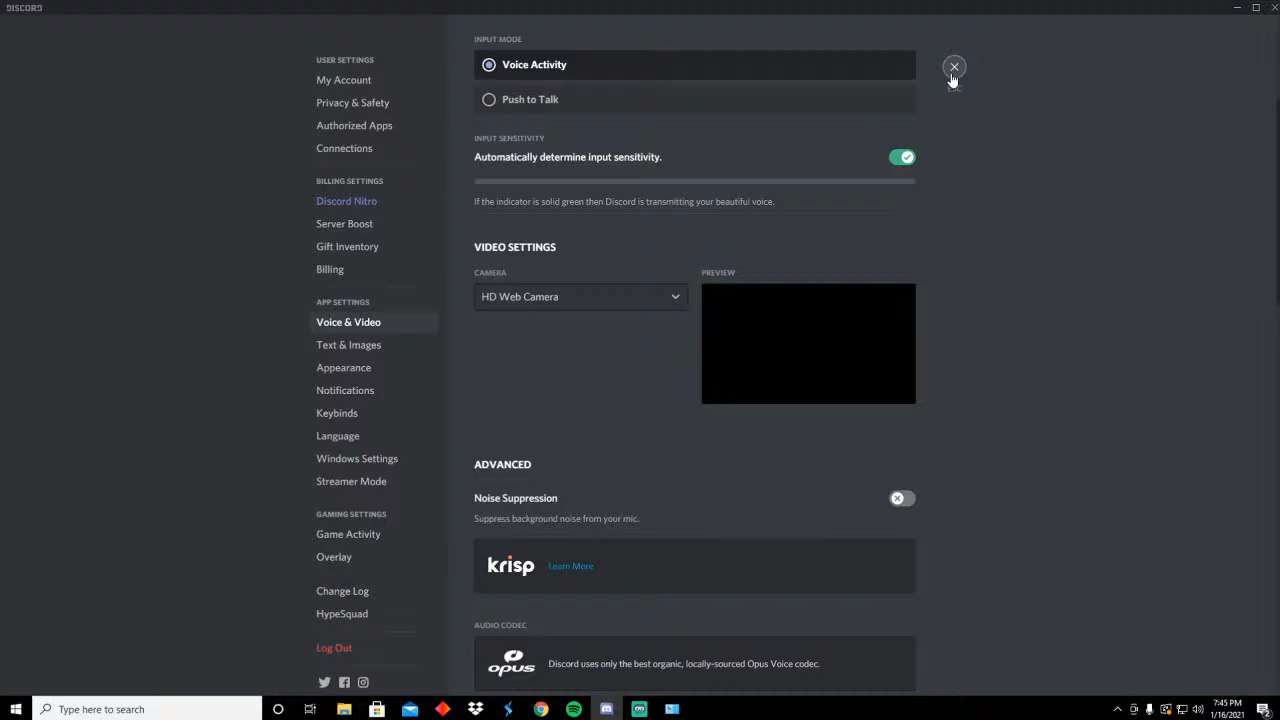 DISCORD
USER SETTINGS
My Account
Privacy & Safety
Authorized Apps
Connections
BILLING SETTINGS
Discord Nitro
Server Boost
Gift Inventory
Billing
APP SETTINGS
Voice & Video
Text & Images
Appearance
Notifications
Keybinds
Language
Windows Settings
Streamer Mode
GAMING SETTINGS
Game Activity
Overlay
Change Log
HypeSquad
Log Out
INPUT MODE
Voice Activity
Push to Talk
INPUT SENSITIVITY
Automatically determine input sensitivity.
If the indicator is solid green then Discord is transmitting your beautiful voice.
VIDEO SETTINGS
CAMERA
HD Web Camera
PREVIEW
ADVANCED
Noise Suppression
Suppress background noise from your mic.
krisp Learn More
AUDIO CODEC
opus Discord uses only the best organic, locally-sourced Opus Voice codec.
Type here to search
7:45 PM
1/16/2021
2